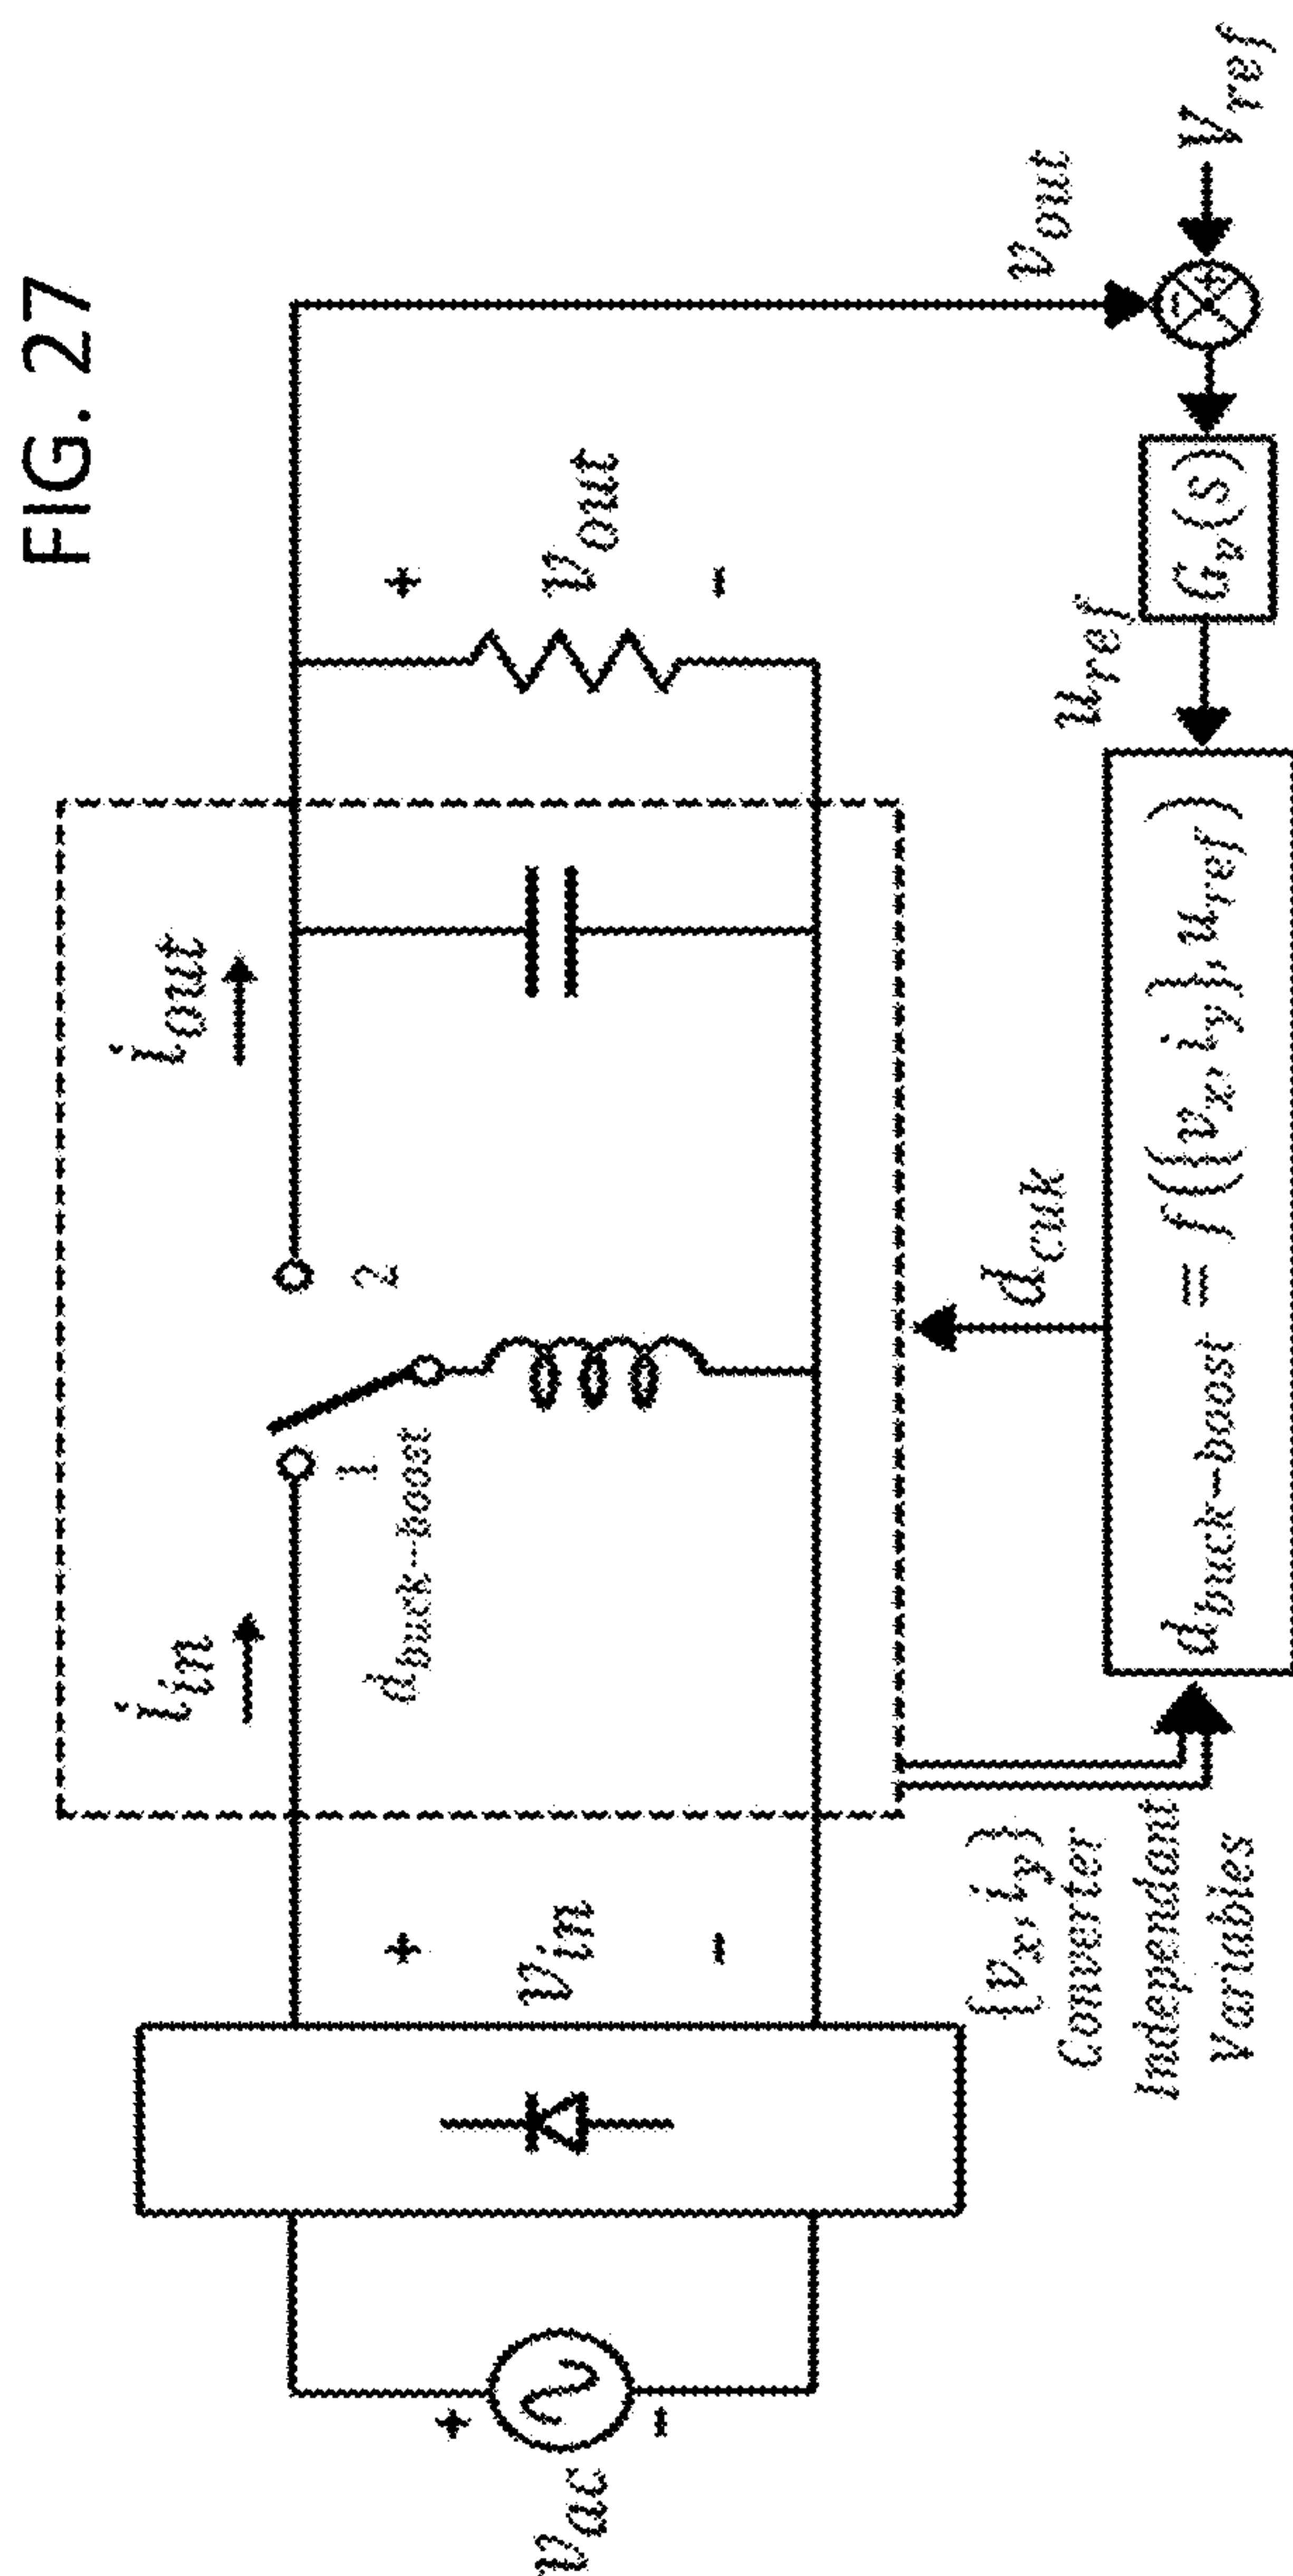 FIG. 27
i_in
i_out
v_ac
+
-
+
v_in
-
1
2
d_buck-boost
+
v_out
-
v_out
d_cuk
u_ref
{v_x, i_y}
Converter
Independant
Variables
d_buck-boost = f({v_x, i_y}, u_ref)
G_v(s)
-
+
V_ref